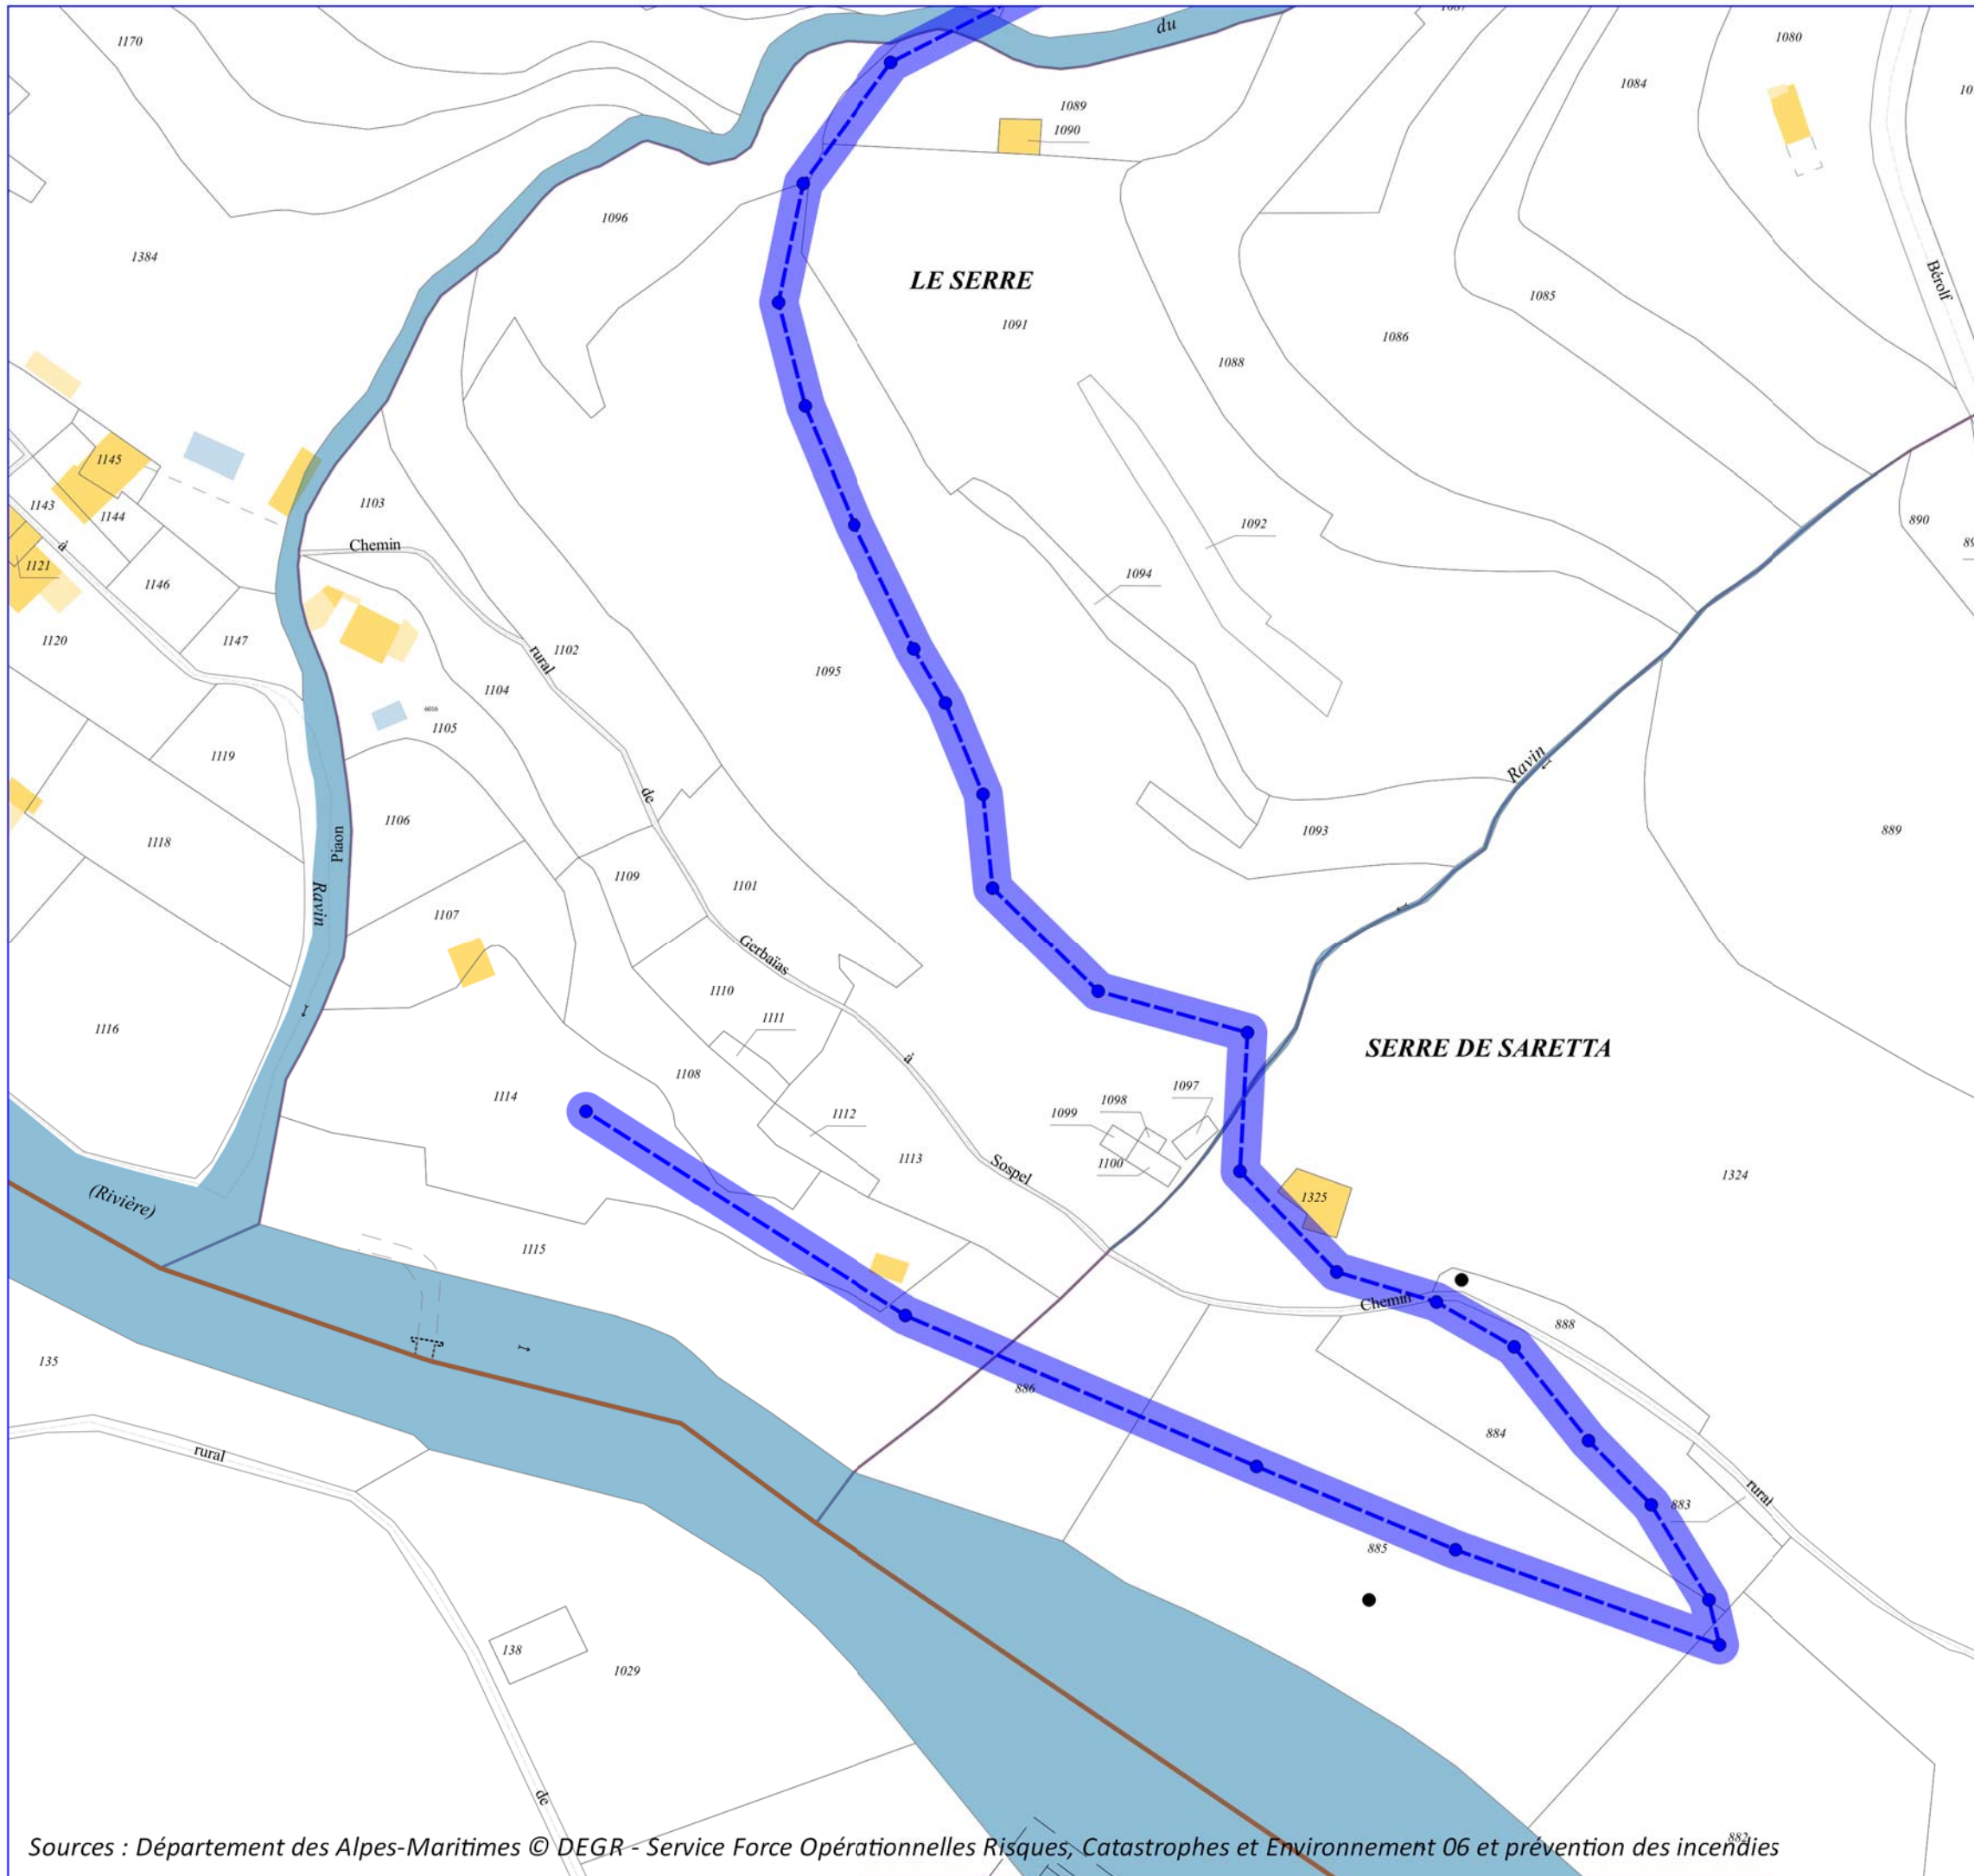 du
1170
1080
1084
1089
1090
1096
1384
LE SERRE
1091
1085
1086
1088
Bérolf
1145
1143
1144
1103
1092
890
Chemin
à
1121
1146
1094
1120
1147
rural
1102
1095
1104
6016
1105
1119
Ravin
de
1106
1118
Piaon
1093
889
1109
1101
Ravin
1107
Gerbaïas
1110
1111
1116
à
SERRE DE SARETTA
1108
1114
1097
1098
1099
1112
1113
1100
Sospel
1324
(Rivière)
1325
1115
Chemin
888
135
886
884
rural
rural
883
885
138
1029
de
882
Sources : Département des Alpes-Maritimes © DEGR - Service Force Opérationnelles Risques, Catastrophes et Environnement 06 et prévention des incendies